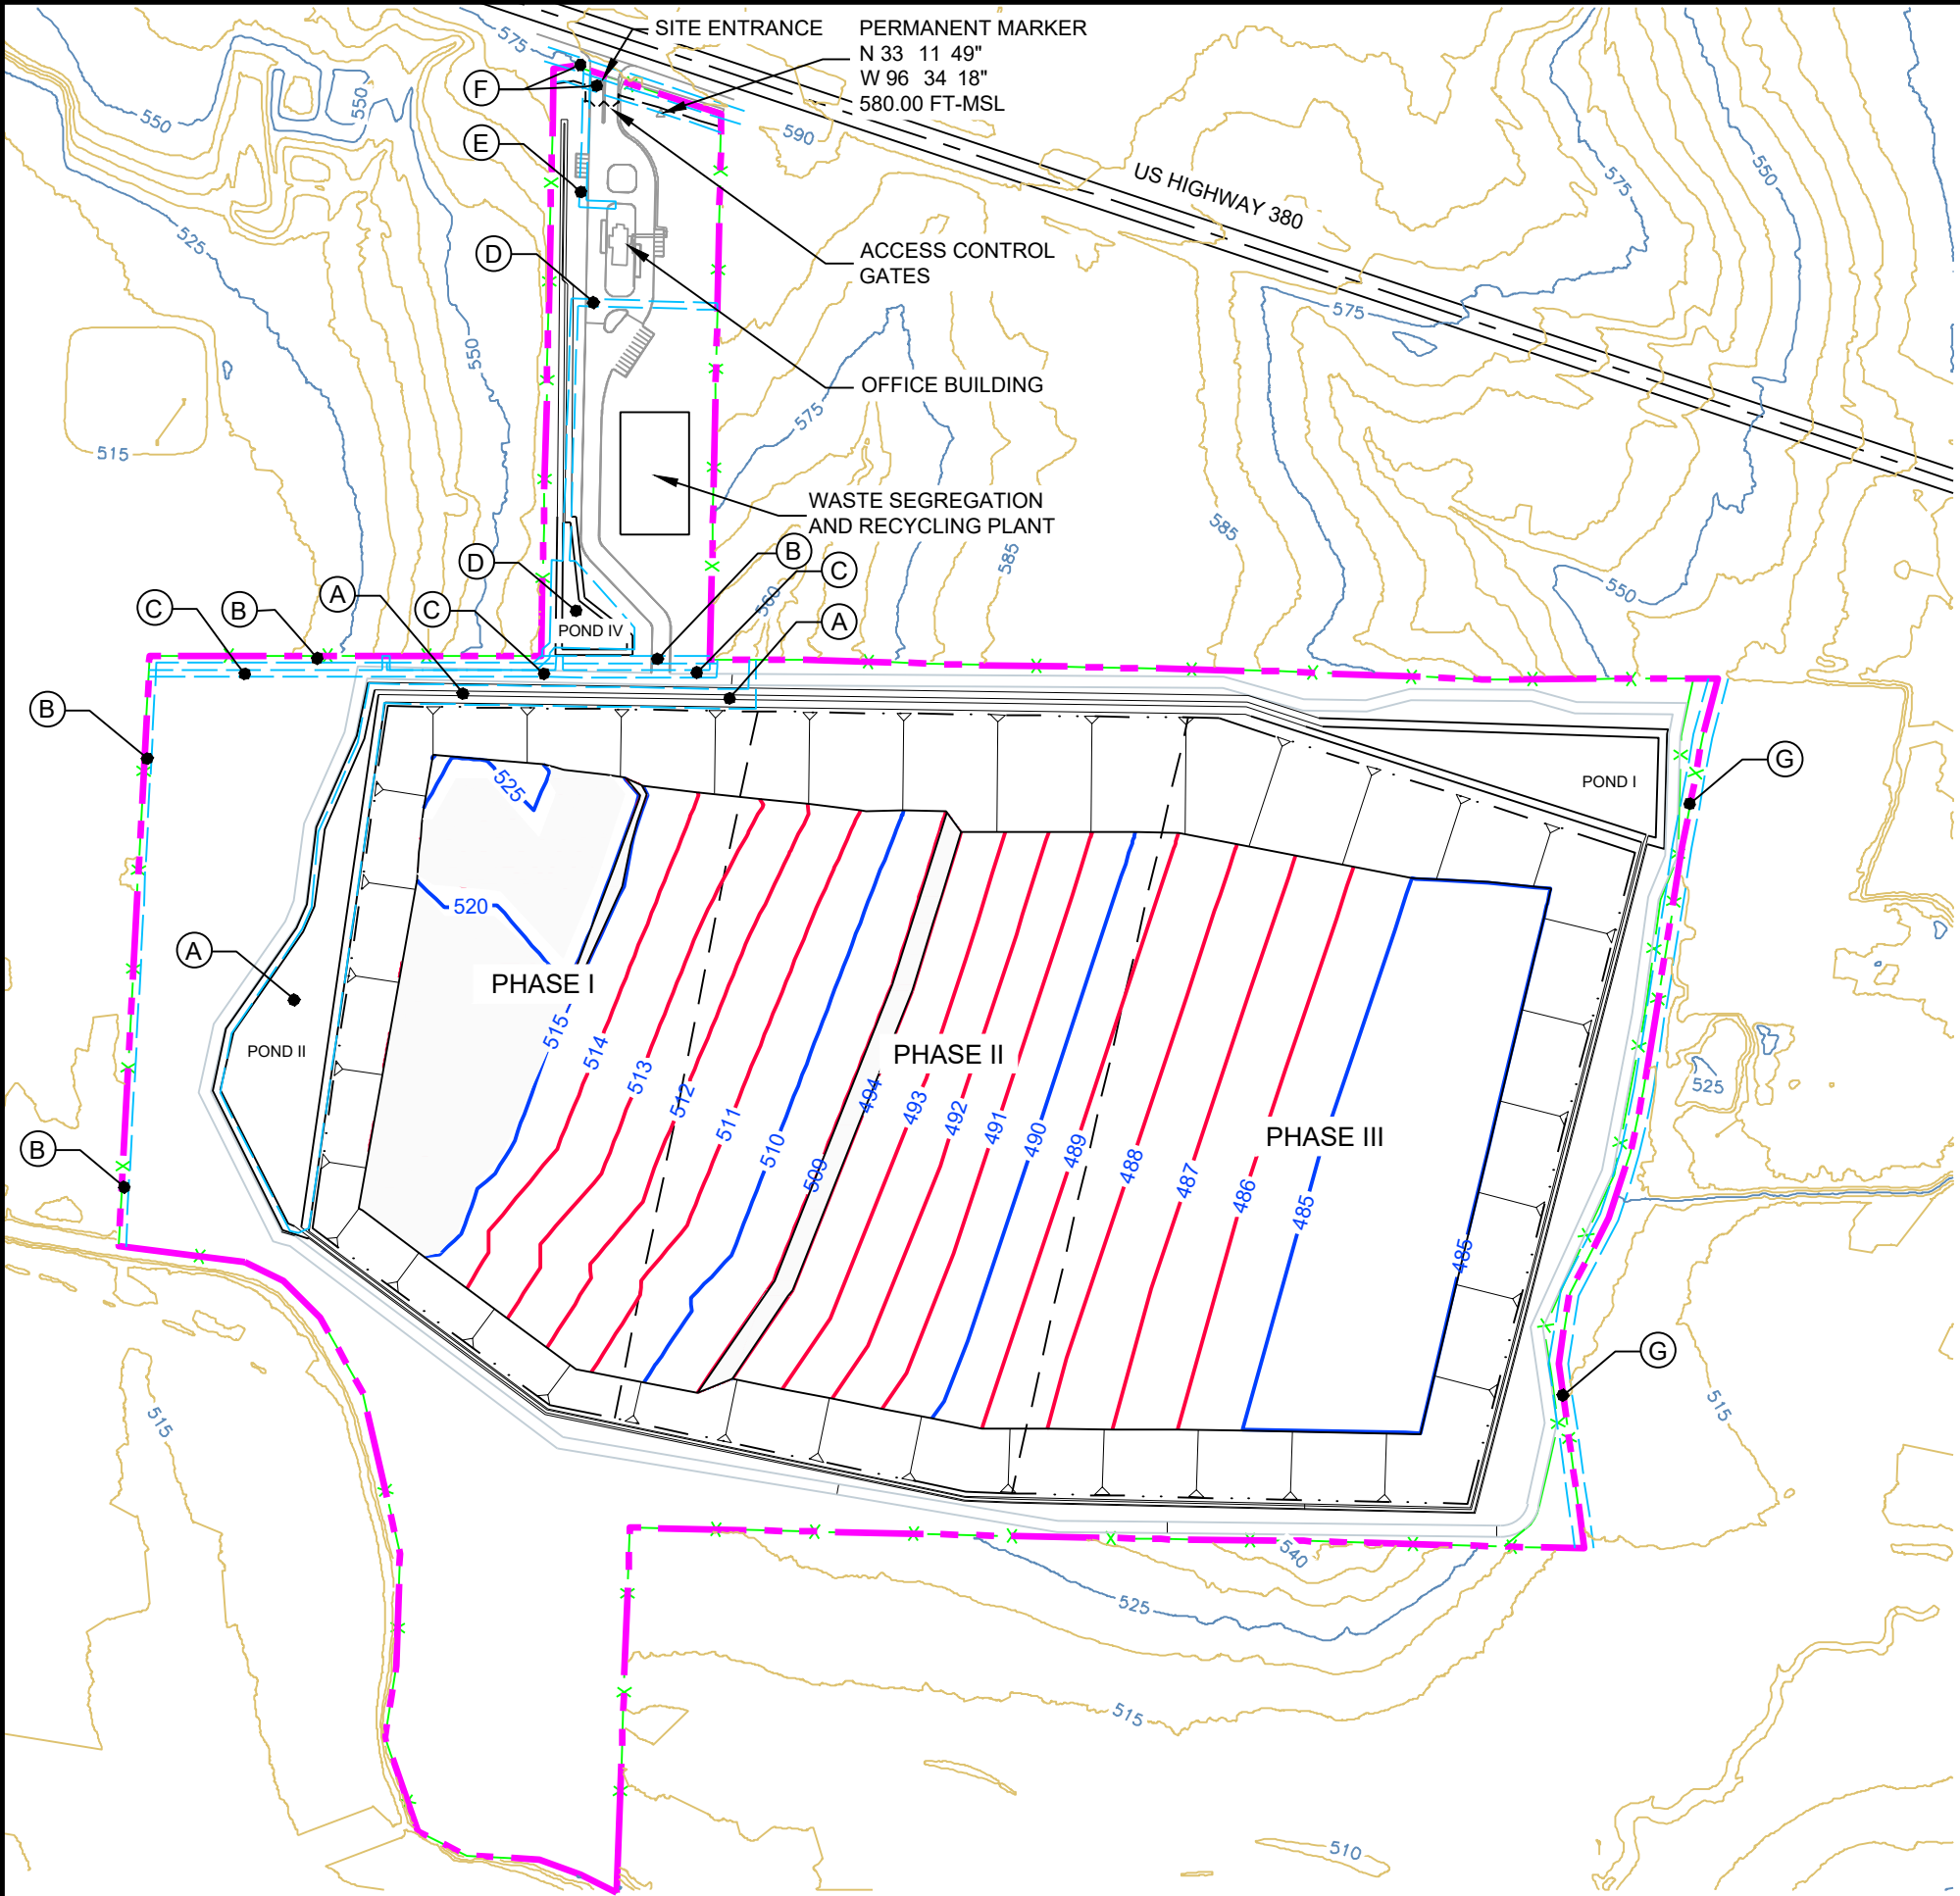 SITE ENTRANCE
PERMANENT MARKER
N 33 11 49"
W 96 34 18"
580.00 FT-MSL
575
F
550
550
E
590
US HIGHWAY 380
575
550
525
D
ACCESS CONTROL
GATES
575
550
OFFICE BUILDING
575
515
WASTE SEGREGATION
AND RECYCLING PLANT
585
585
B
C
D
A
C
B
C
560
A
550
POND IV
B
G
POND I
525
520
PHASE I
A
515
514
POND II
513
512
511
510
509
494
PHASE II
493
492
491
490
489
488
487
486
485
485
PHASE III
525
B
G
515
515
540
525
515
510